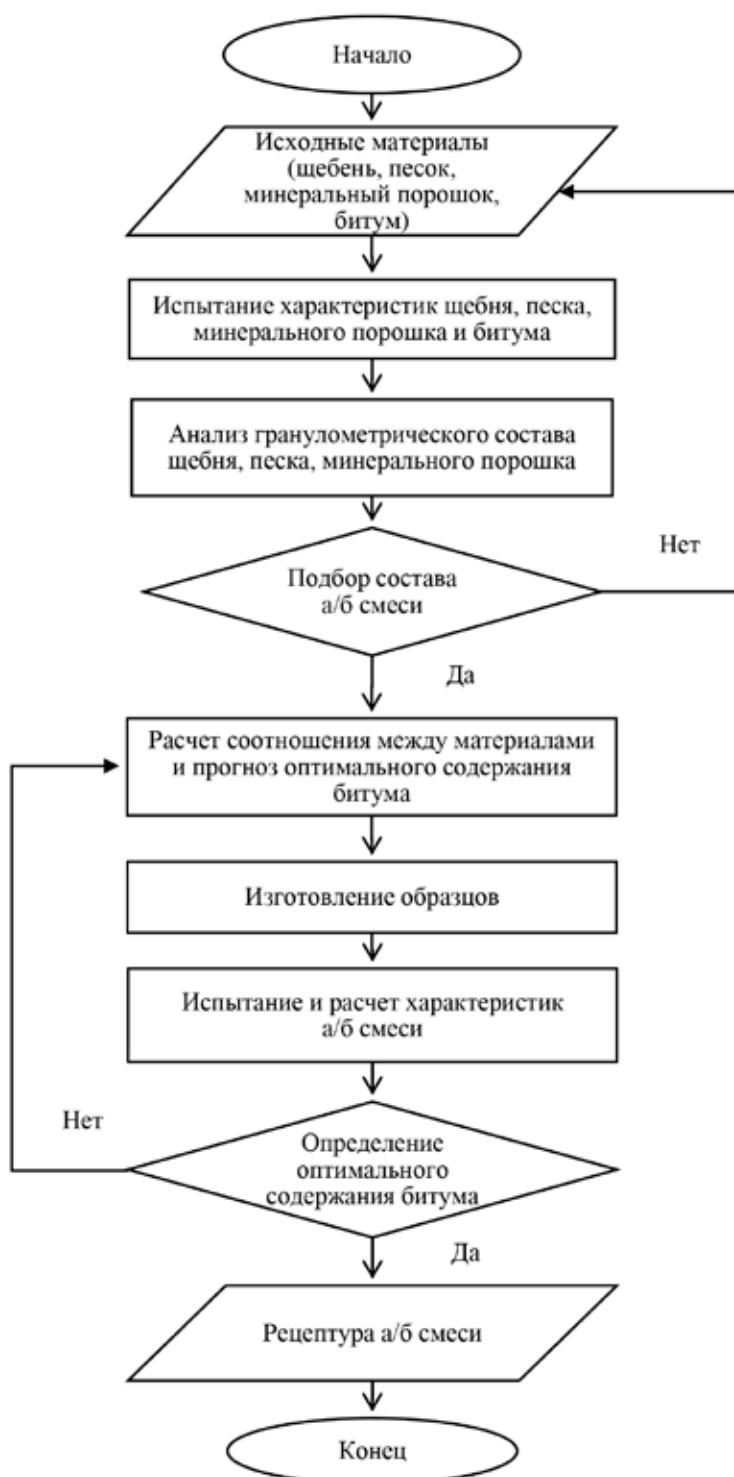 Начало
Исходные материалы
(щебень, песок,
минеральный порошок,
битум)
Испытание характеристик щебня, песка,
минерального порошка и битума
Анализ гранулометрического состава
щебня, песка, минерального порошка
Нет
Подбор состава
а/б смеси
Да
Расчет соотношения между материалами
и прогноз оптимального содержания
битума
Изготовление образцов
Испытание и расчет характеристик
а/б смеси
Нет
Определение
оптимального
содержания битума
Да
Рецептура а/б смеси
Конец